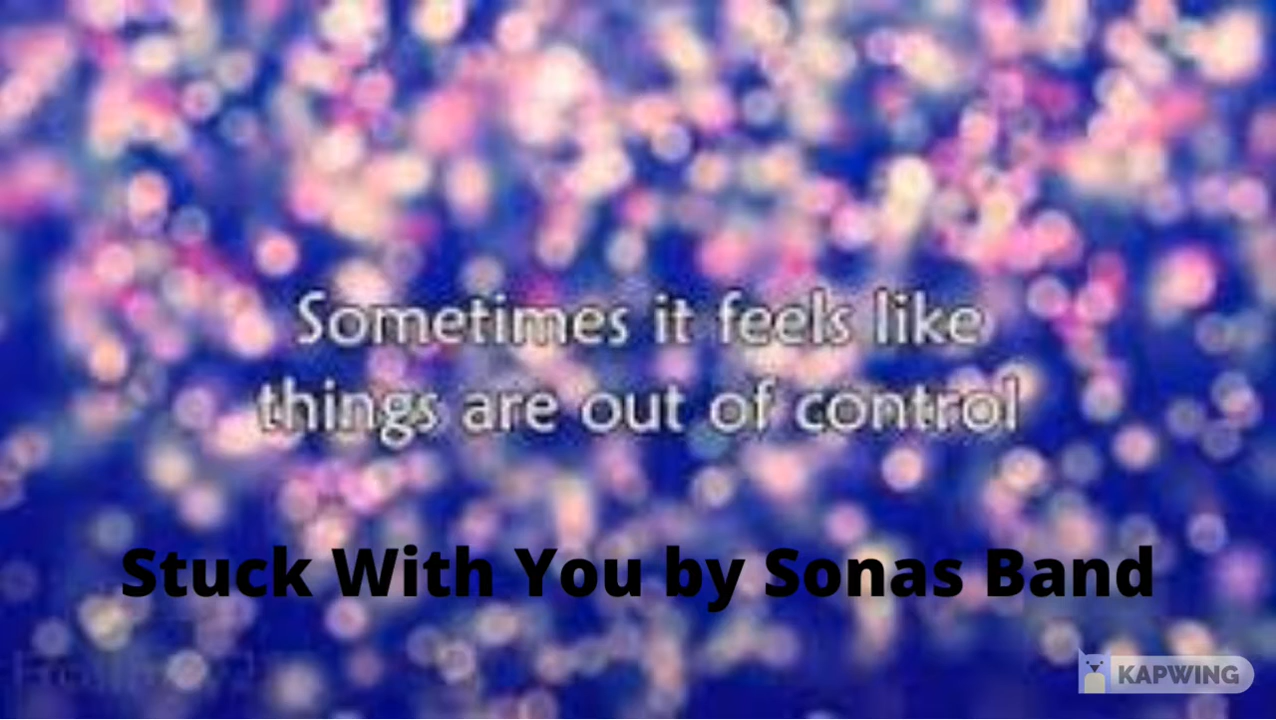 Sometimes it feels like
things are out of control
Stuck With You by Sonas Band
KAPWING